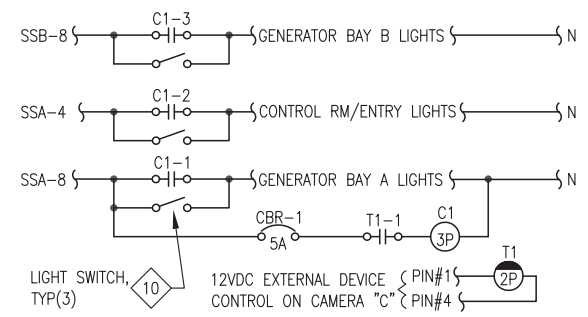 C1-3
SSB-8 GENERATOR BAY B LIGHTS N
C1-2
SSA-4 CONTROL RM/ENTRY LIGHTS N
C1-1
SSA-8 GENERATOR BAY A LIGHTS N
CBR-1 T1-1 C1
5A 3P
T1
LIGHT SWITCH, 10 12VDC EXTERNAL DEVICE PIN#1 2P
TYP(3) CONTROL ON CAMERA "C" PIN#4